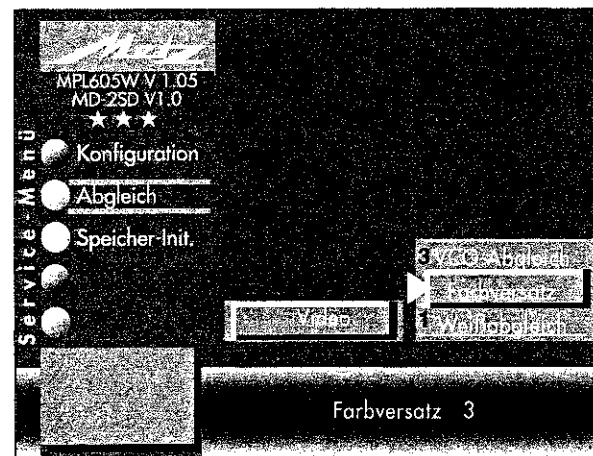 Metz
MPL605W V 1.05
MD-2SD V1.0
Service-Menü
Konfiguration
Abgleich
Speicher-Init.
3 VCO-Abgleich
Farbversatz
Video
1 Weißabgleich
Farbversatz 3